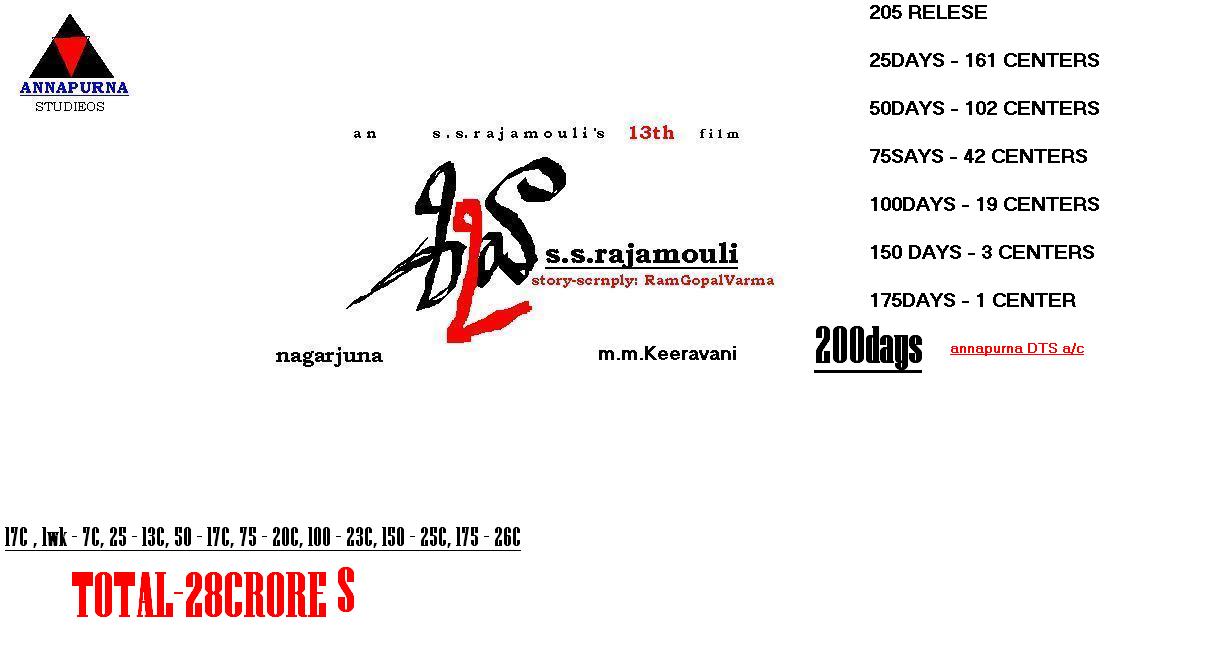 ANNAPURNA
STUDIEOS
an s.s.rajamouli's 13th film
s.s.rajamouli
story-scrnply: RamGopalVarma
nagarjuna
m.m.Keeravani
205 RELESE
25DAYS - 161 CENTERS
50DAYS - 102 CENTERS
75SAYS - 42 CENTERS
100DAYS - 19 CENTERS
150 DAYS - 3 CENTERS
175DAYS - 1 CENTER
200days annapurna DTS a/c
17C , 1wk - 7C, 25 - 13C, 50 - 17C, 75 - 20C, 100 - 23C, 150 - 25C, 175 - 26C
TOTAL-28CRORE S